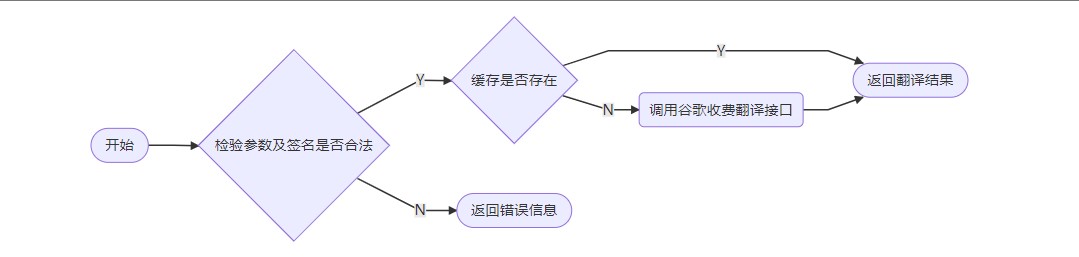 开始
检验参数及签名是否合法
Y
缓存是否存在
Y
N
调用谷歌收费翻译接口
返回翻译结果
N
返回错误信息